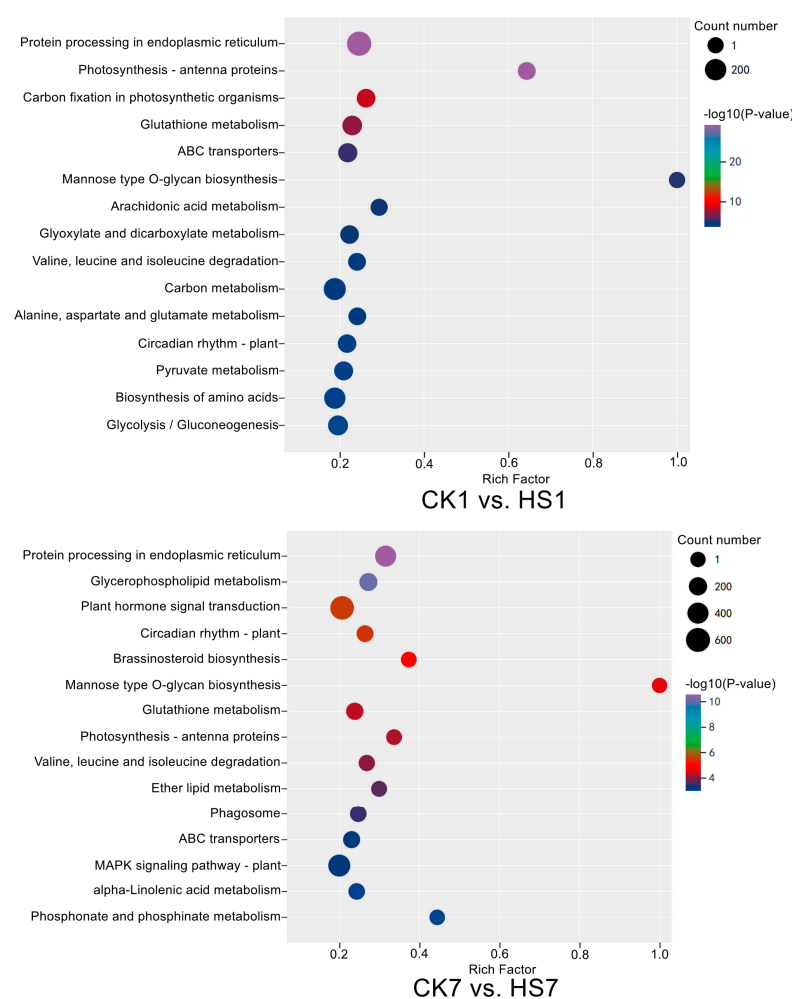 Count number
Protein processing in endoplasmic reticulum
1
Photosynthesis - antenna proteins
200
Carbon fixation in photosynthetic organisms
-log10(P-value)
Glutathione metabolism
ABC transporters
20
Mannose type O-glycan biosynthesis
10
Arachidonic acid metabolism
Glyoxylate and dicarboxylate metabolism
Valine, leucine and isoleucine degradation
Carbon metabolism
Alanine, aspartate and glutamate metabolism
Circadian rhythm - plant
Pyruvate metabolism
Biosynthesis of amino acids
Glycolysis / Gluconeogenesis
0.2 0.4 0.6 0.8 1.0
Rich Factor
CK1 vs. HS1
Count number
Protein processing in endoplasmic reticulum
1
Glycerophospholipid metabolism
200
Plant hormone signal transduction
400
Circadian rhythm - plant
600
Brassinosteroid biosynthesis
Mannose type O-glycan biosynthesis
-log10(P-value)
10
Glutathione metabolism
8
Photosynthesis - antenna proteins
6
Valine, leucine and isoleucine degradation
4
Ether lipid metabolism
Phagosome
ABC transporters
MAPK signaling pathway - plant
alpha-Linolenic acid metabolism
Phosphonate and phosphinate metabolism
0.2 0.4 0.6 0.8 1.0
Rich Factor
CK7 vs. HS7